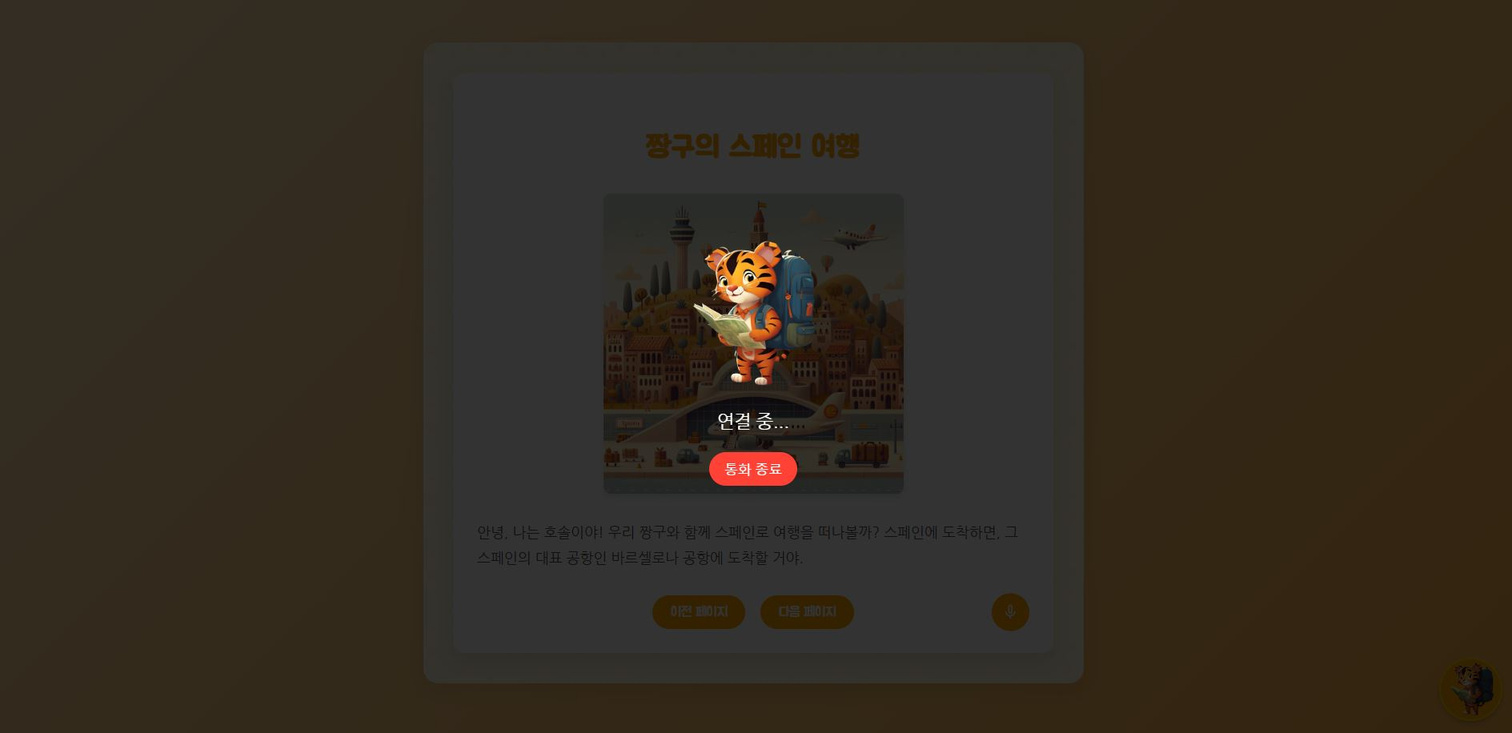 짱구의 스페인 여행
연결 중...
통화 종료
안녕, 나는 호솔이야! 우리 짱구와 함께 스페인로 여행을 떠나볼까? 스페인에 도착하면, 그
스페인의 대표 공항인 바르셀로나 공항에 도착할 거야.
이전 페이지
다음 페이지